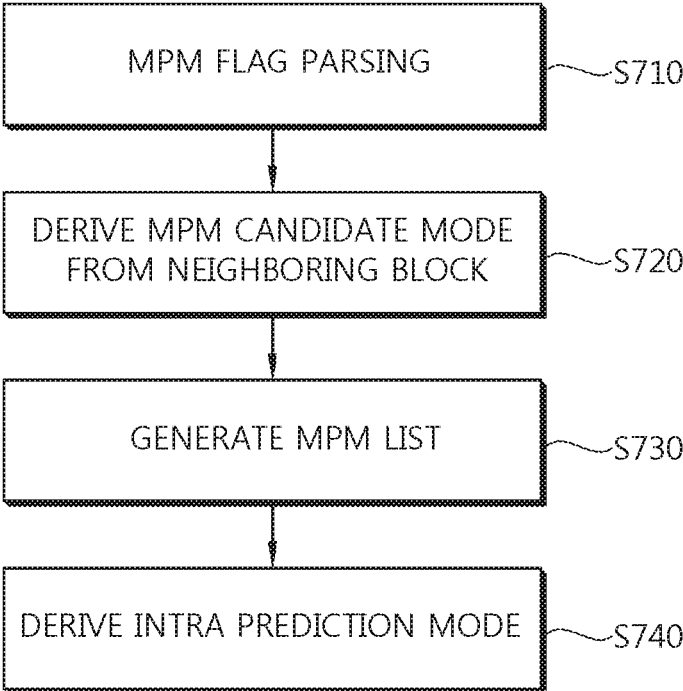 MPM FLAG PARSING
S710
DERIVE MPM CANDIDATE MODE
FROM NEIGHBORING BLOCK
S720
GENERATE MPM LIST
S730
DERIVE INTRA PREDICTION MODE
S740